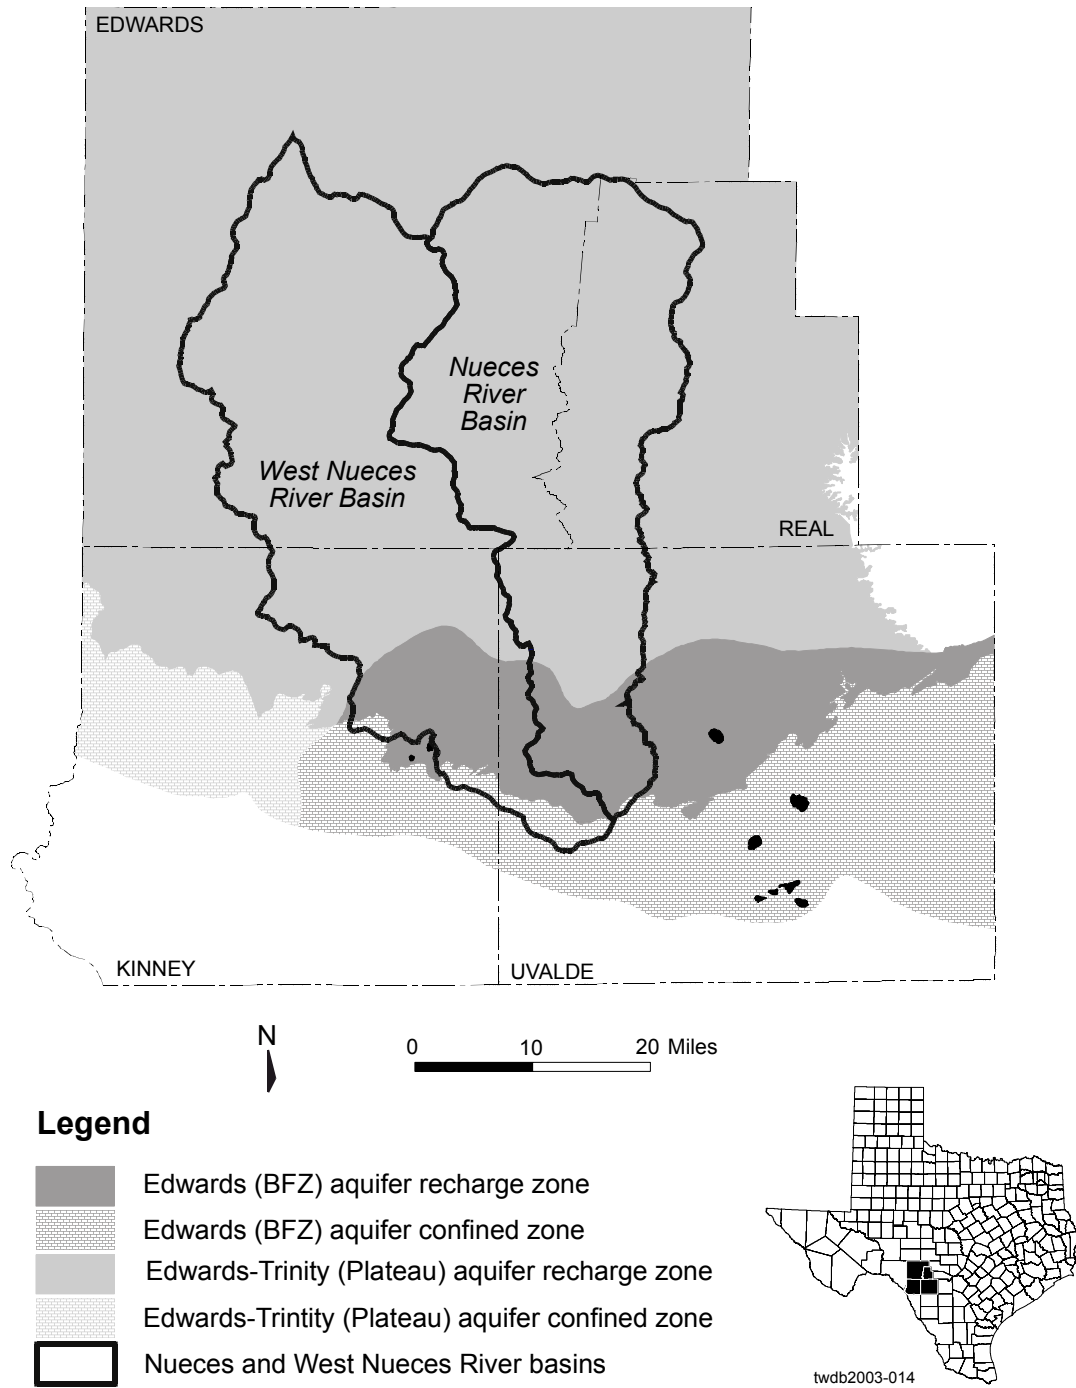 EDWARDS
Nueces
River
Basin
West Nueces
River Basin
REAL
KINNEY
UVALDE
N
0 10 20 Miles
Legend
Edwards (BFZ) aquifer recharge zone
Edwards (BFZ) aquifer confined zone
Edwards-Trinity (Plateau) aquifer recharge zone
Edwards-Trintity (Plateau) aquifer confined zone
Nueces and West Nueces River basins
twdb2003-014